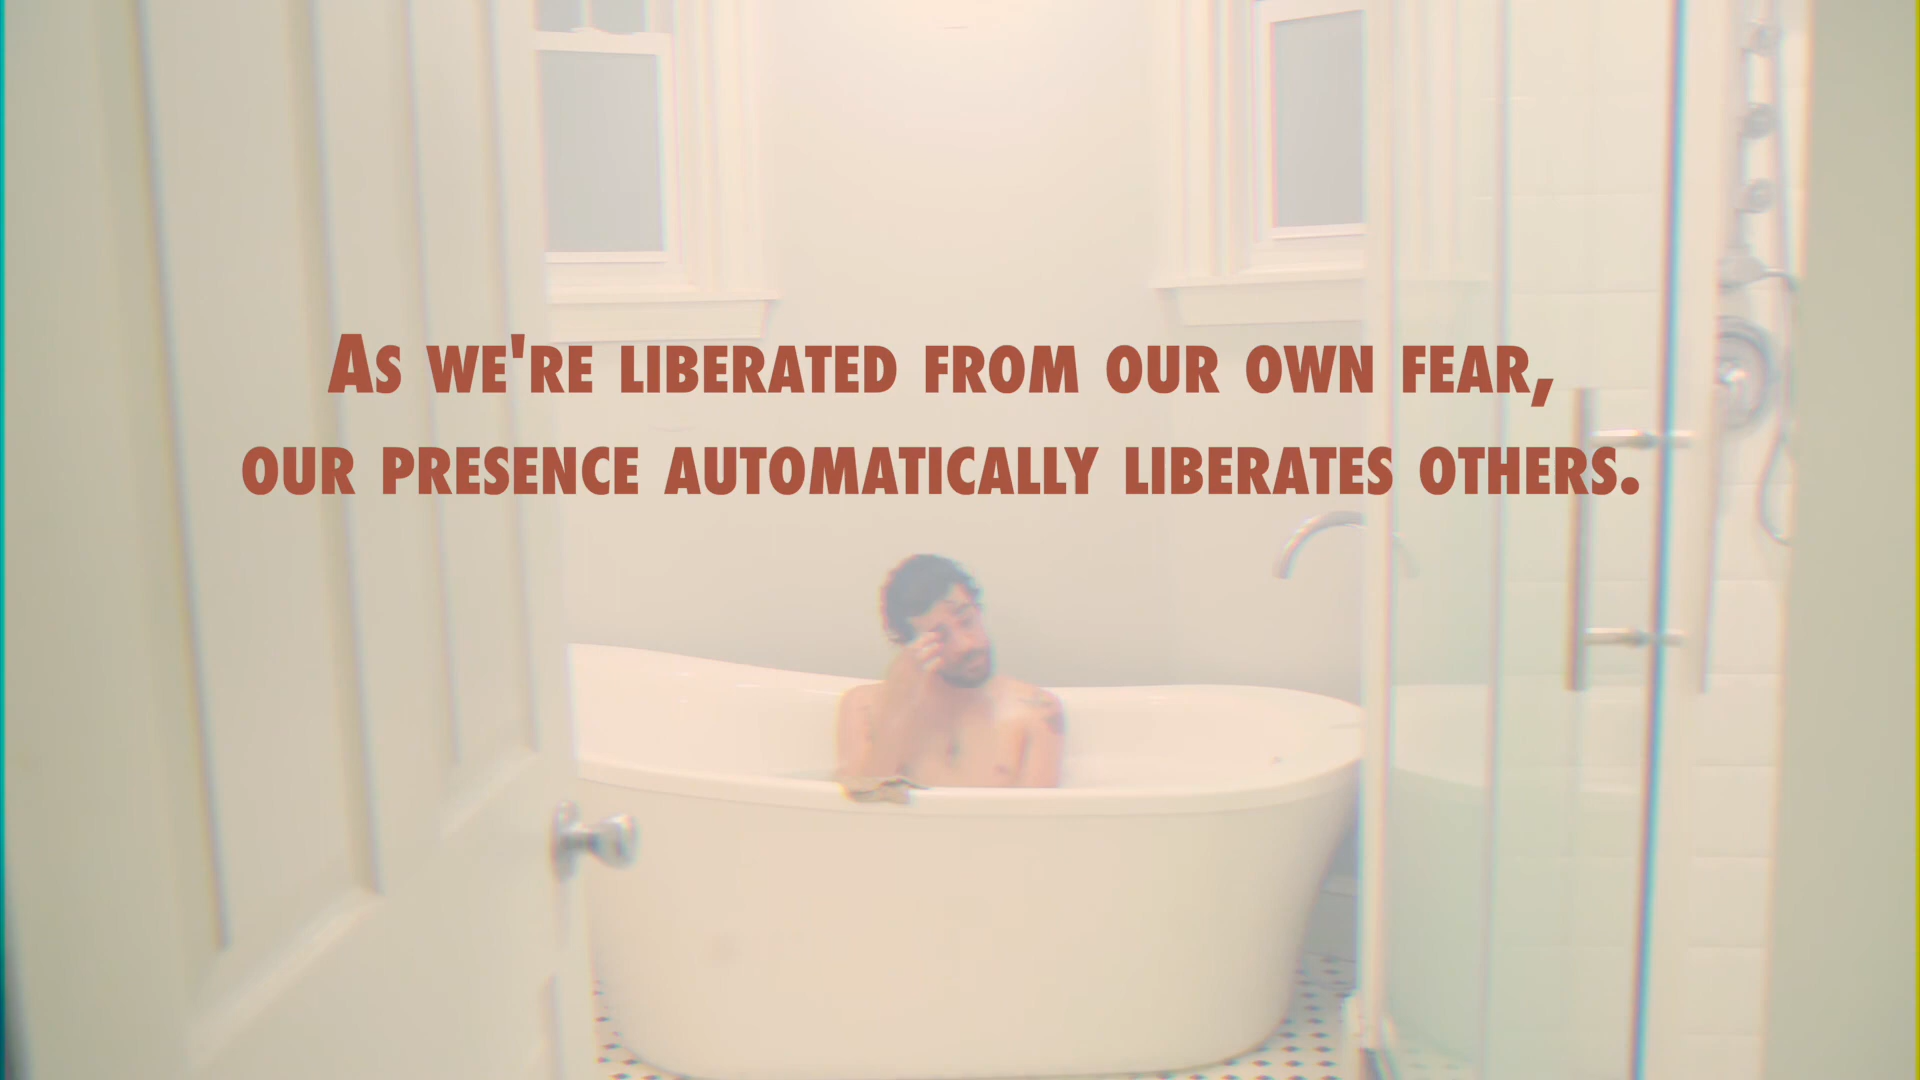 As we're liberated from our own fear,
our presence automatically liberates others.